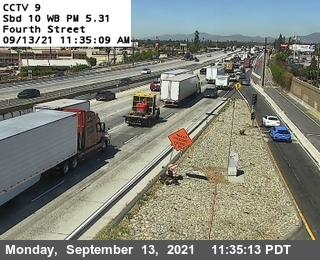 CCTV 9
Sbd 10 WB PM 5.31
Fourth Street
09/13/21 11:35:09 AM
Monday, September 13, 2021 11:35:13 PDT